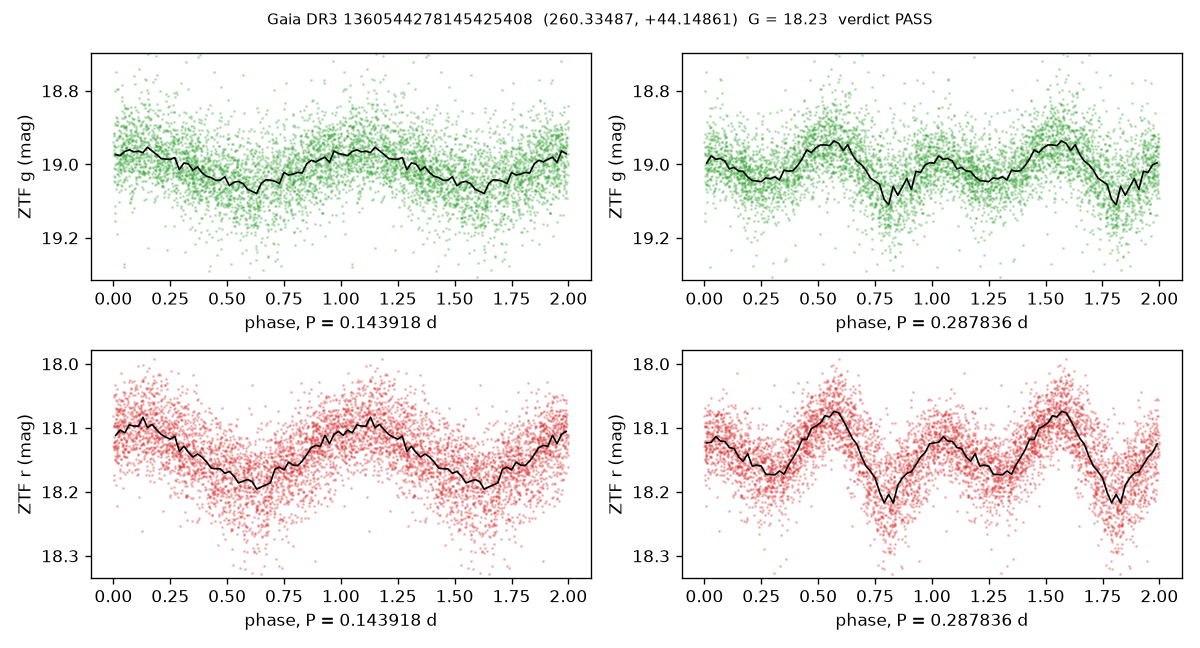 Gaia DR3 1360544278145425408 (260.33487, +44.14861) G = 18.23 verdict PASS
ZTF g (mag)
18.8
19.0
19.2
0.00 0.25 0.50 0.75 1.00 1.25 1.50 1.75 2.00
phase, P = 0.143918 d
ZTF g (mag)
18.8
19.0
19.2
0.00 0.25 0.50 0.75 1.00 1.25 1.50 1.75 2.00
phase, P = 0.287836 d
ZTF r (mag)
18.0
18.1
18.2
18.3
0.00 0.25 0.50 0.75 1.00 1.25 1.50 1.75 2.00
phase, P = 0.143918 d
ZTF r (mag)
18.0
18.1
18.2
18.3
0.00 0.25 0.50 0.75 1.00 1.25 1.50 1.75 2.00
phase, P = 0.287836 d